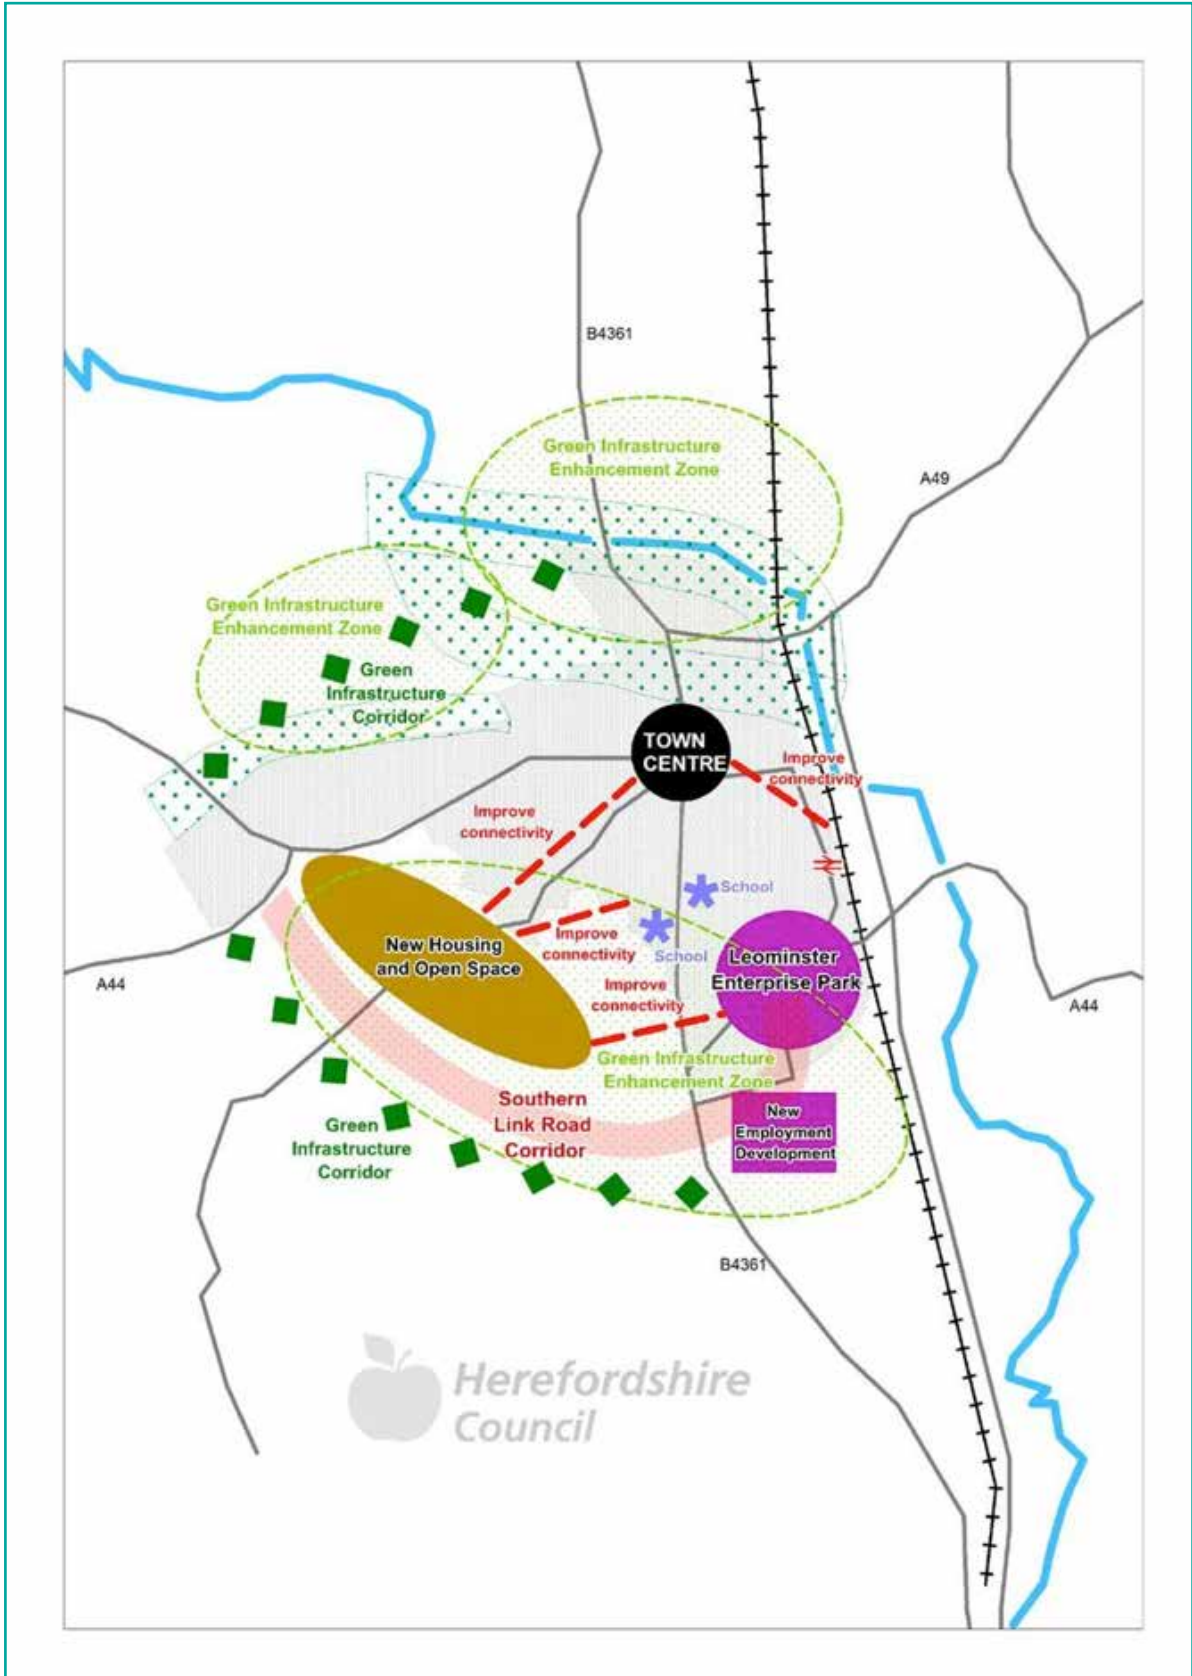 B4361
Green Infrastructure
Enhancement Zone
A49
Green Infrastructure
Enhancement Zone
Green
Infrastructure
Corridor
TOWN
CENTRE
Improve
connectivity
Improve
connectivity
School
School
Improve
connectivity
New Housing
and Open Space
Leominster
Enterprise Park
Improve
connectivity
A44
A44
Green Infrastructure
Enhancement Zone
Southern
Link Road
Corridor
New
Employment
Development
Green
Infrastructure
Corridor
B4361
Herefordshire
Council